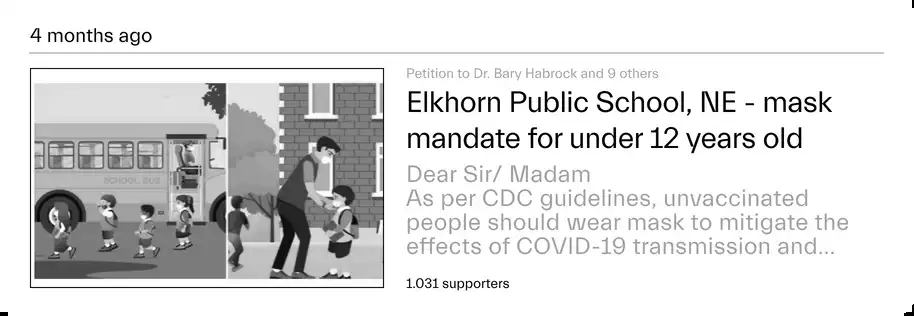 4 months ago
Petition to Dr. Bary Habrock and 9 others
Elkhorn Public School, NE - mask
mandate for under 12 years old
Dear Sir/ Madam
As per CDC guidelines, unvaccinated
people should wear mask to mitigate the
effects of COVID-19 transmission and...
1.031 supporters
SCHOOL BUS